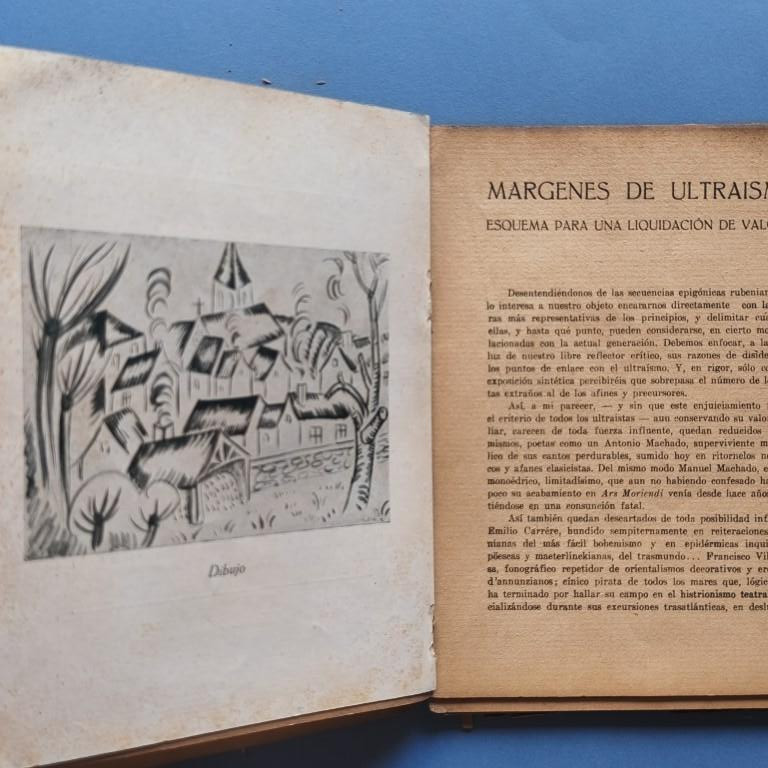 Dibujo
MARGENES DE ULTRAISM
ESQUEMA PARA UNA LIQUIDACIÓN DE VALO
Desentendiéndonos de las secuencias epigónicas rubenian
lo interesa a nuestro objeto encararnos directamente con la
ras más representativas de los principios, y delimitar cuá
ellas, y hasta qué punto, pueden considerarse, en cierto mo
lacionadas con la actual generación. Debemos enfocar, a la
luz de nuestro libre reflector crítico, sus razones de diside
los puntos de enlace con el ultraísmo. Y, en rigor, sólo co
exposición sintética percibiréis que sobrepasa el número de l
tas extraños al de los afines y precursores.
Así, a mi parecer, — y sin que este enjuiciamiento
el criterio de todos los ultraistas — aun conservando su valo
liar, carecen de toda fuerza influente, quedan reducidos
mismos, poetas como un Antonio Machado, superviviente m
lico de sus cantos perdurables, sumido hoy en ritornelos n
cos y afanes clasicistas. Del mismo modo Manuel Machado, e
monoédrico, limitadísimo, que aun no habiendo confesado ha
poco su acabamiento en Ars Moriendi venía desde hace años
tiéndose en una consunción fatal.
Así también quedan descartados de toda posibilidad inf
Emilio Carrére, hundido sempiternamente en reiteraciones
nianas del más fácil bohemismo y en epidérmicas inqui
pöescas y maeterlinckianas, del trasmundo... Francisco Vil
sa, fonográfico repetidor de orientalismos decorativos y er
d'annunzianos; cínico pirata de todos los mares que, lógic
ha terminado por hallar su campo en el histrionismo teatra
cializándose durante sus excursiones trasatlánticas, en desl